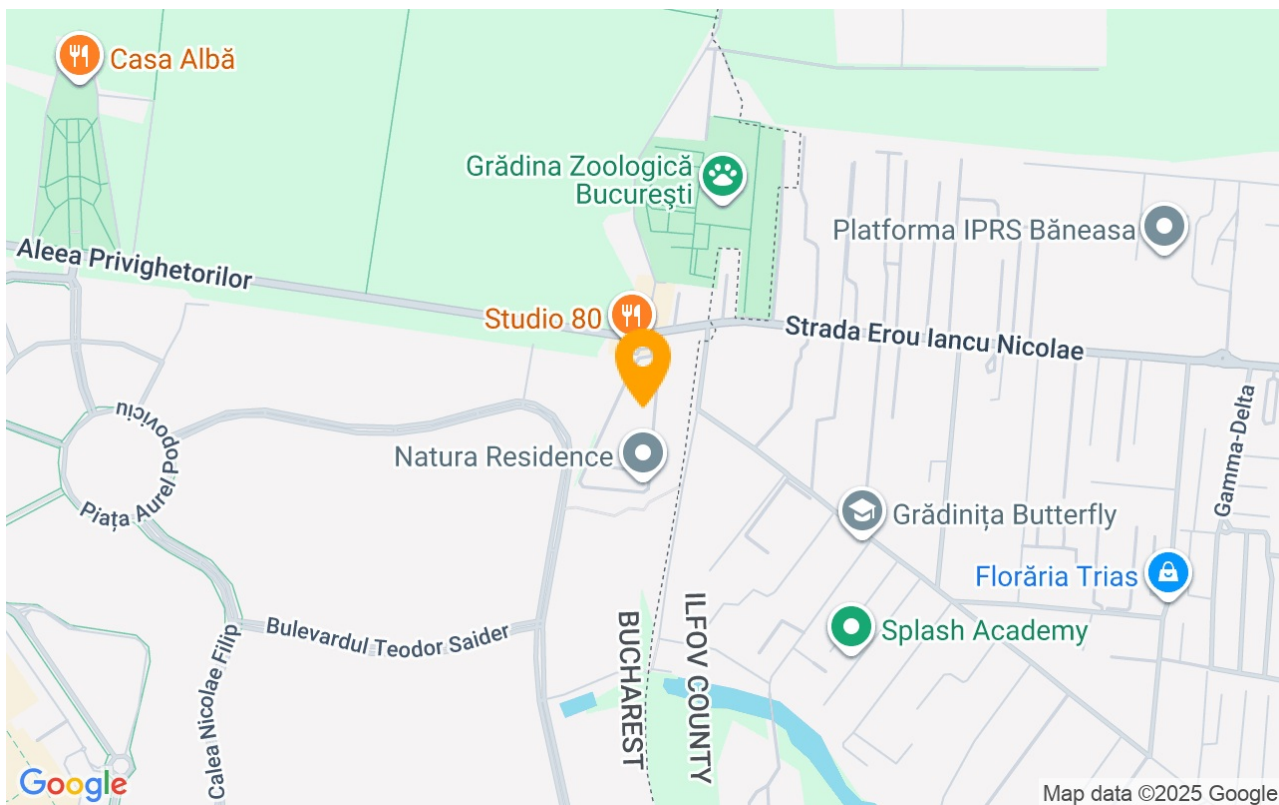 Casa Albă
Grădina Zoologică
București
Platforma IPRS Băneasa
Aleea Privighetorilor
Studio 80
Strada Erou Iancu Nicolae
Piața Aurel Popoviciu
Natura Residence
Gamma-Delta
Grădinița Butterfly
Florăria Trias
Bulevardul Teodor Saider
Splash Academy
Calea Nicolae Filip
BUCHAREST
ILFOV COUNTY
Google
Map data ©2025 Google